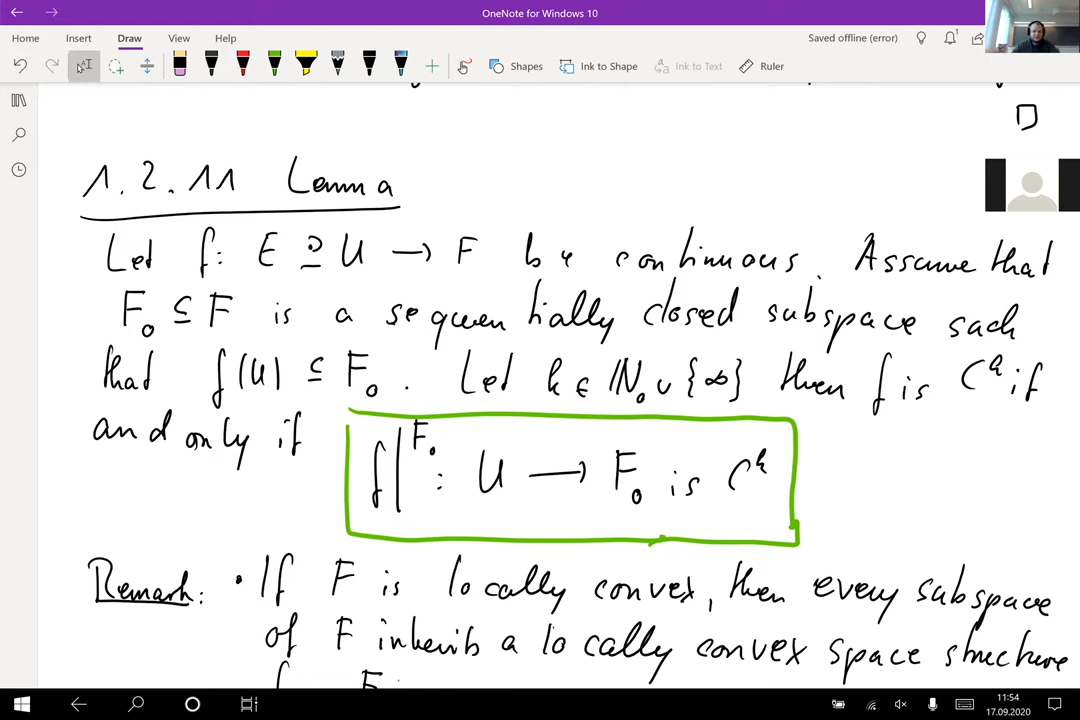 OneNote for Windows 10
Home Insert Draw View Help Saved offline (error)
Shapes Ink to Shape Ink to Text Ruler
1.2.11 Lemma
Let f: E ⊇ U → F be continuous. Assume that
F₀ ⊆ F is a sequentially closed subspace such
that f(U) ⊆ F₀. Let k ∈ ℕ₀ ∪ {∞} then f is Cᵏ if
and only if
f|^F₀ : U → F₀ is Cᵏ
Remark: • If F is locally convex, then every subspace
of F inherits a locally convex space structure
11:54
17.09.2020